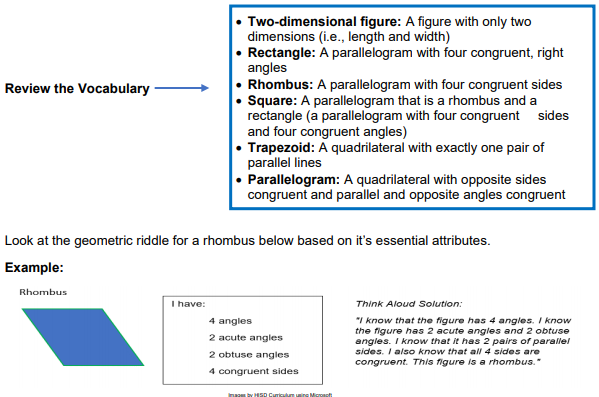 Review the Vocabulary
• Two-dimensional figure: A figure with only two
dimensions (i.e., length and width)
• Rectangle: A parallelogram with four congruent, right
angles
• Rhombus: A parallelogram with four congruent sides
• Square: A parallelogram that is a rhombus and a
rectangle (a parallelogram with four congruent sides
and four congruent angles)
• Trapezoid: A quadrilateral with exactly one pair of
parallel lines
• Parallelogram: A quadrilateral with opposite sides
congruent and parallel and opposite angles congruent
Look at the geometric riddle for a rhombus below based on it’s essential attributes.
Example:
Rhombus
I have:
4 angles
2 acute angles
2 obtuse angles
4 congruent sides
Think Aloud Solution:
"I know that the figure has 4 angles. I know
the figure has 2 acute angles and 2 obtuse
angles. I know that it has 2 pairs of parallel
sides. I also know that all 4 sides are
congruent. This figure is a rhombus."
Images by HISD Curriculum using Microsoft